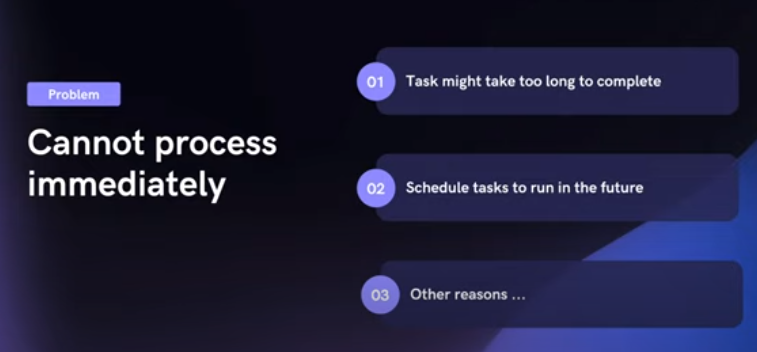 Problem
Cannot process
immediately
01 Task might take too long to complete
02 Schedule tasks to run in the future
03 Other reasons ...